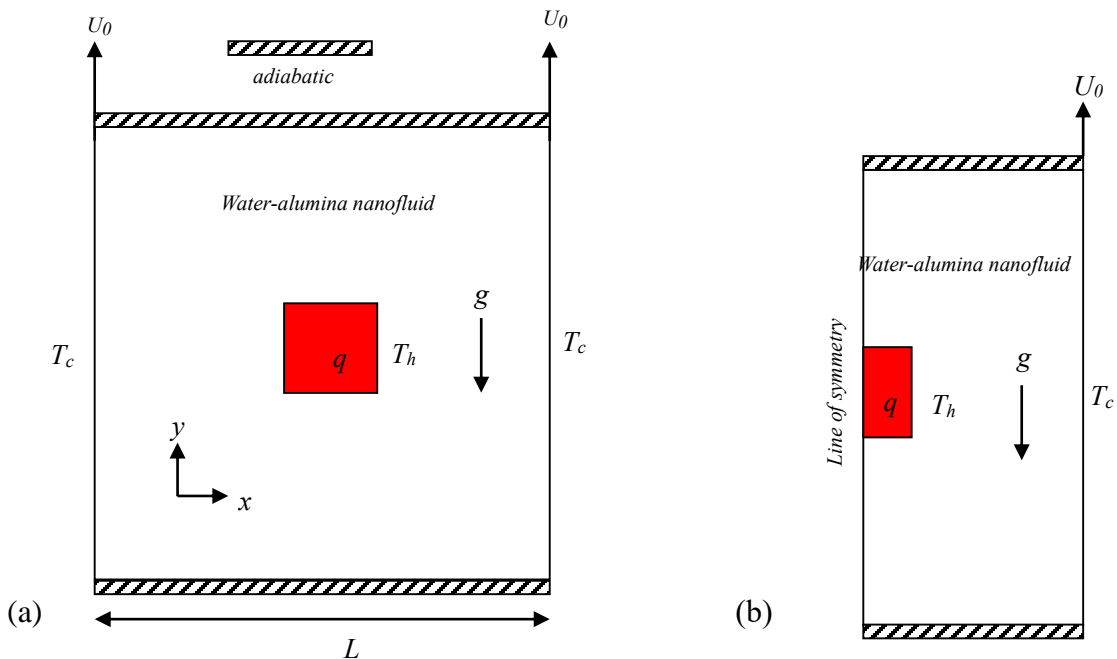 U0
U0
adiabatic
Water-alumina nanofluid
g
Tc
q
Th
Tc
y
x
(a)
L
U0
Water-alumina nanofluid
Line of symmetry
g
q
Th
Tc
(b)